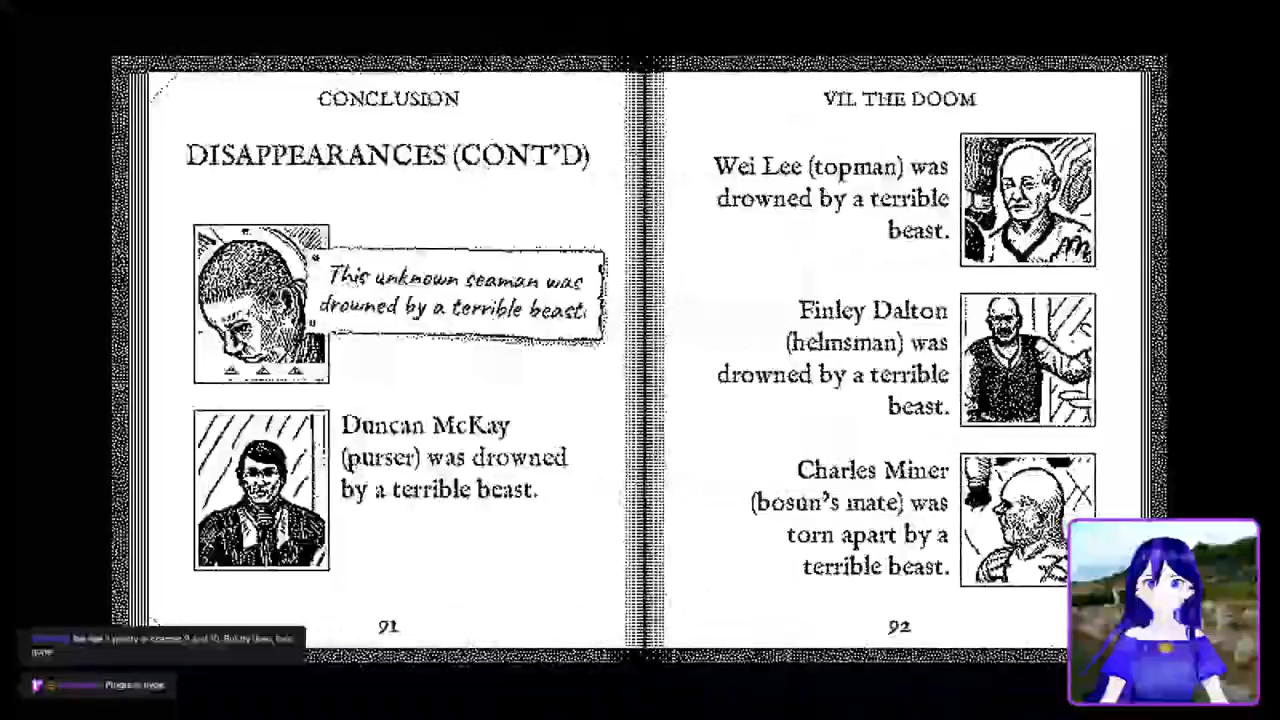 CONCLUSION
DISAPPEARANCES (CONT'D)
This unknown seaman was
drowned by a terrible beast.
Duncan McKay
(purser) was drowned
by a terrible beast.
91
VII. THE DOOM
Wei Lee (topman) was
drowned by a terrible
beast.
Finley Dalton
(helmsman) was
drowned by a terrible
beast.
Charles Miner
(bosun's mate) was
torn apart by a
terrible beast.
92